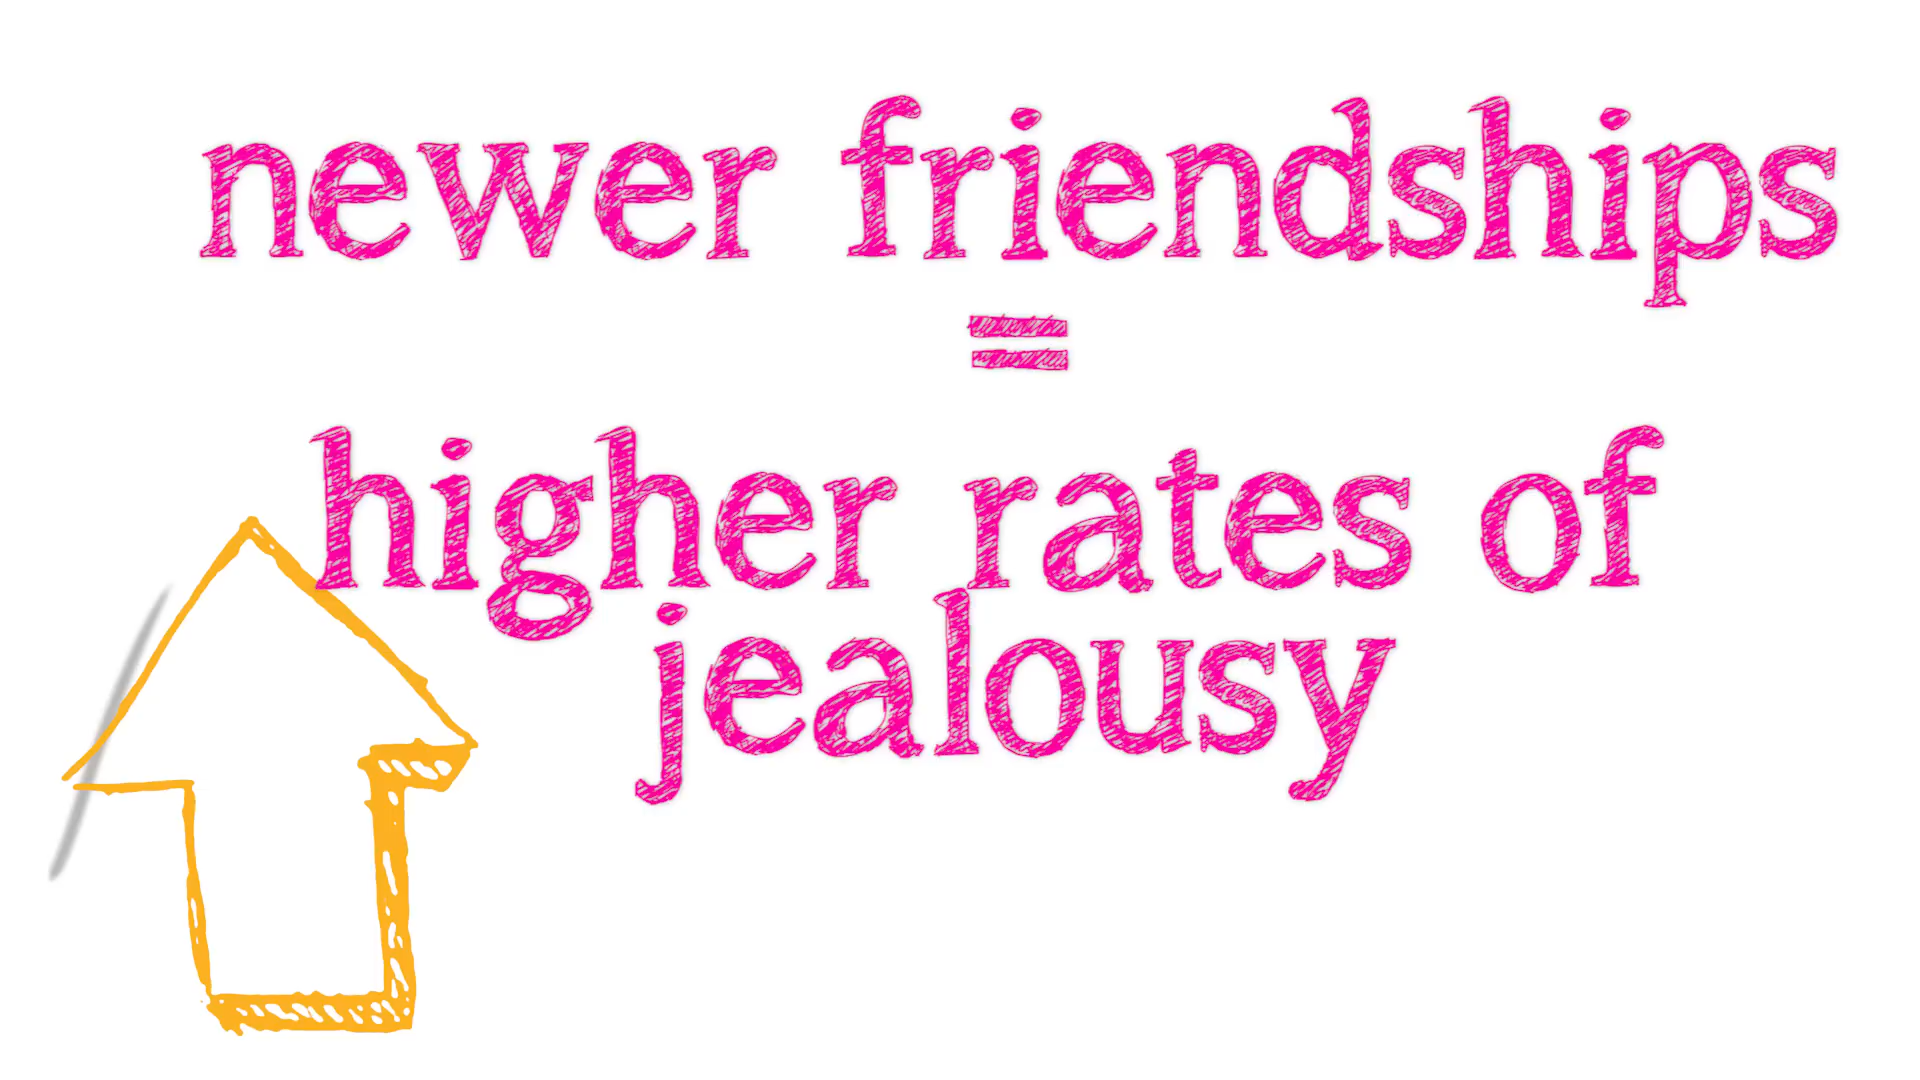 newer friendships
=
higher rates of
jealousy